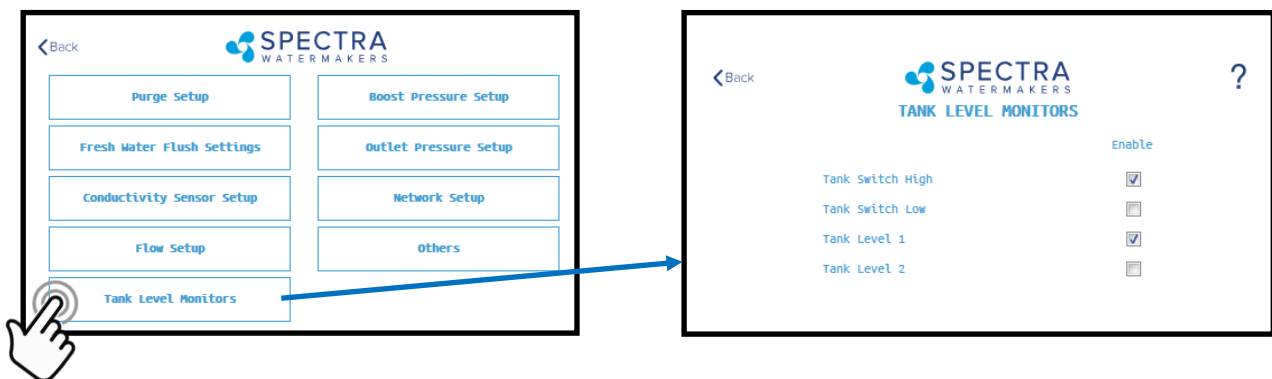 Back
SPECTRA
WATERMAKERS
Purge Setup
Boost Pressure Setup
Fresh Water Flush Settings
Outlet Pressure Setup
Conductivity Sensor Setup
Network Setup
Flow Setup
Others
Tank Level Monitors
Back
SPECTRA
WATERMAKERS
?
TANK LEVEL MONITORS
Enable
Tank Switch High
Tank Switch Low
Tank Level 1
Tank Level 2